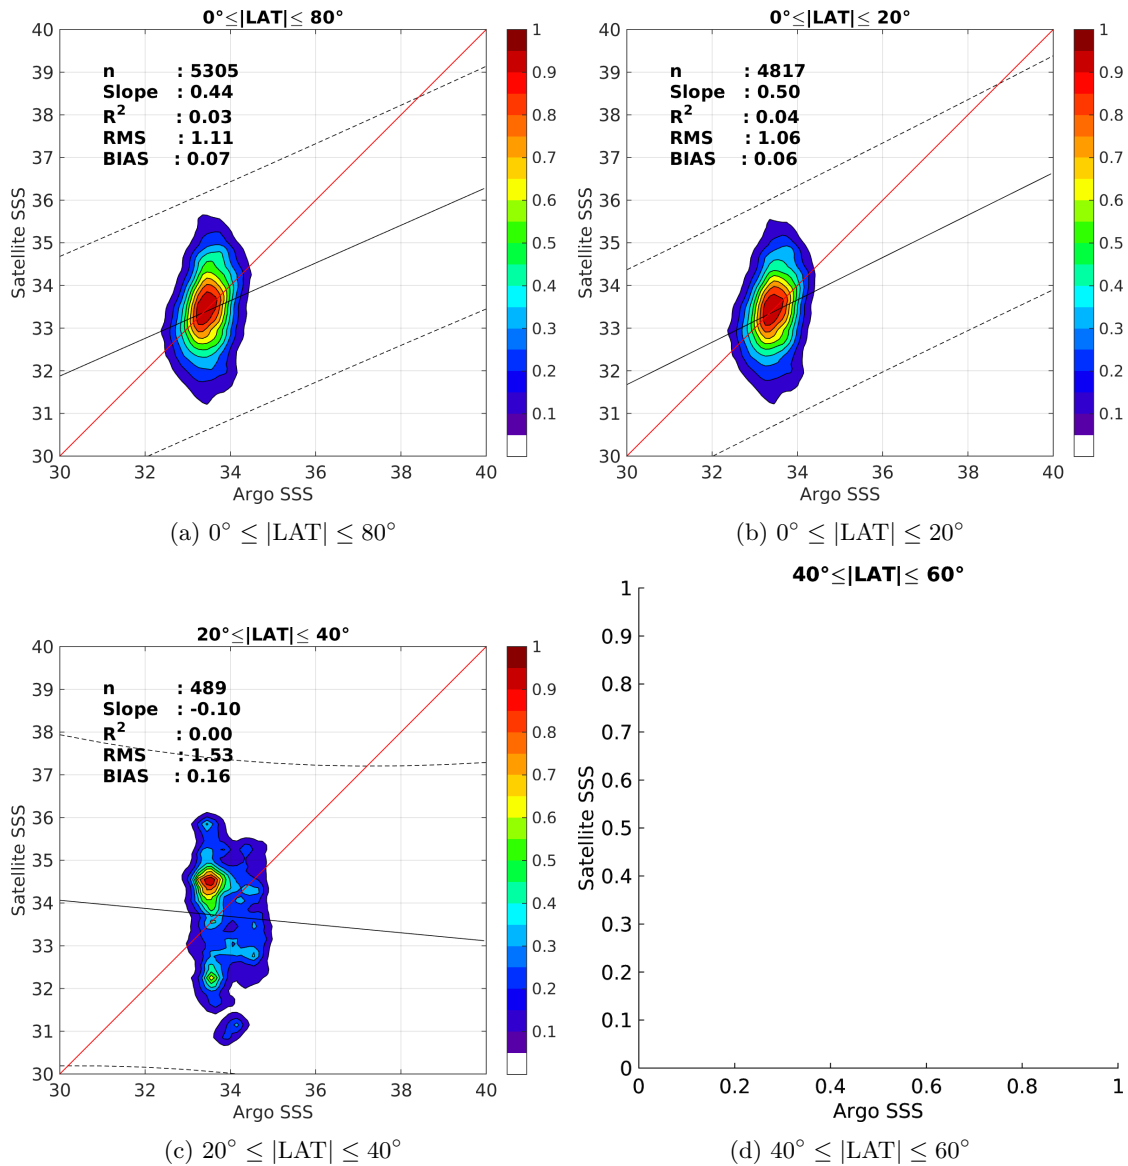 0°≤|LAT|≤ 80°
n : 5305
Slope : 0.44
R² : 0.03
RMS : 1.11
BIAS : 0.07
40
39
38
37
36
35
34
33
32
31
30
30 32 34 36 38 40
Satellite SSS
Argo SSS
1
0.9
0.8
0.7
0.6
0.5
0.4
0.3
0.2
0.1
(a) 0° ≤ |LAT| ≤ 80°
0°≤|LAT|≤ 20°
n : 4817
Slope : 0.50
R² : 0.04
RMS : 1.06
BIAS : 0.06
40
39
38
37
36
35
34
33
32
31
30
30 32 34 36 38 40
Satellite SSS
Argo SSS
1
0.9
0.8
0.7
0.6
0.5
0.4
0.3
0.2
0.1
(b) 0° ≤ |LAT| ≤ 20°
20°≤|LAT|≤ 40°
n : 489
Slope : -0.10
R² : 0.00
RMS : 1.53
BIAS : 0.16
40
39
38
37
36
35
34
33
32
31
30
30 32 34 36 38 40
Satellite SSS
Argo SSS
1
0.9
0.8
0.7
0.6
0.5
0.4
0.3
0.2
0.1
(c) 20° ≤ |LAT| ≤ 40°
40°≤|LAT|≤ 60°
1
0.9
0.8
0.7
0.6
0.5
0.4
0.3
0.2
0.1
0
0 0.2 0.4 0.6 0.8 1
Satellite SSS
Argo SSS
(d) 40° ≤ |LAT| ≤ 60°